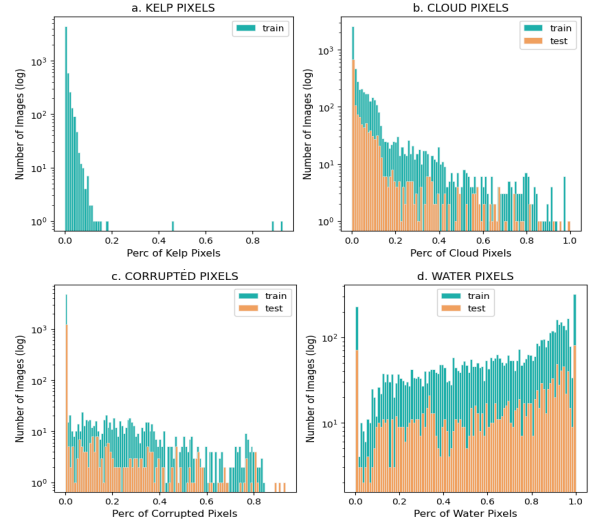 a. KELP PIXELS
train
Number of Images (log)
10³
10²
10¹
10⁰
0.0 0.2 0.4 0.6 0.8
Perc of Kelp Pixels
b. CLOUD PIXELS
train
test
Number of Images (log)
10³
10²
10¹
10⁰
0.0 0.2 0.4 0.6 0.8 1.0
Perc of Cloud Pixels
c. CORRUPTED PIXELS
train
test
Number of Images (log)
10³
10²
10¹
10⁰
0.0 0.2 0.4 0.6 0.8
Perc of Corrupted Pixels
d. WATER PIXELS
train
test
Number of Images (log)
10²
10¹
0.0 0.2 0.4 0.6 0.8 1.0
Perc of Water Pixels